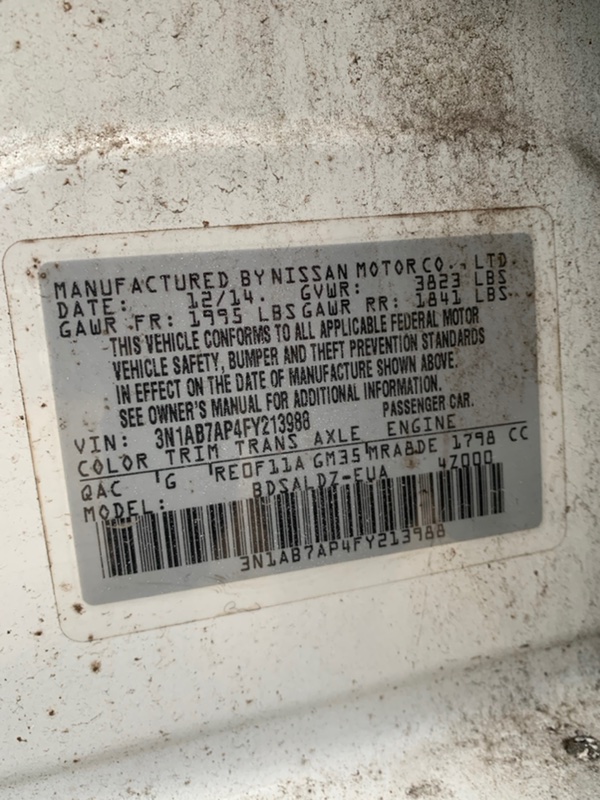 MANUFACTURED BY NISSAN MOTOR CO., LTD.
DATE: 12/14. GVWR: 3823 LBS
GAWR FR: 1995 LBS GAWR RR: 1841 LBS
THIS VEHICLE CONFORMS TO ALL APPLICABLE FEDERAL MOTOR
VEHICLE SAFETY, BUMPER AND THEFT PREVENTION STANDARDS
IN EFFECT ON THE DATE OF MANUFACTURE SHOWN ABOVE.
SEE OWNER'S MANUAL FOR ADDITIONAL INFORMATION.
VIN: 3N1AB7AP4FY213988 PASSENGER CAR.
COLOR TRIM TRANS AXLE ENGINE
QAC G RE0F11A GM35 MRA8DE 1798 CC
MODEL: BDSALDZ-EUA 4Z000
3N1AB7AP4FY213988